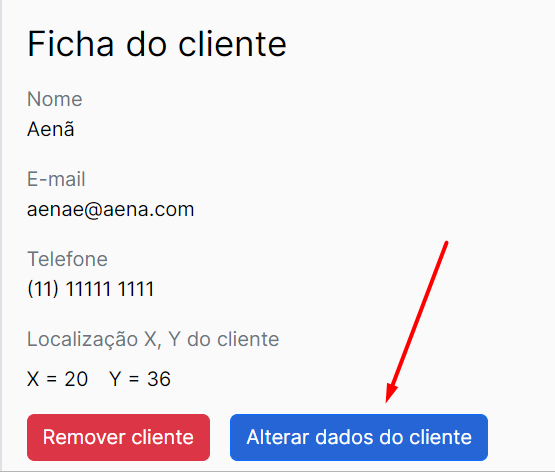 Ficha do cliente
Nome
Aenã
E-mail
aenae@aena.com
Telefone
(11) 11111 1111
Localização X, Y do cliente
X = 20 Y = 36
Remover cliente Alterar dados do cliente